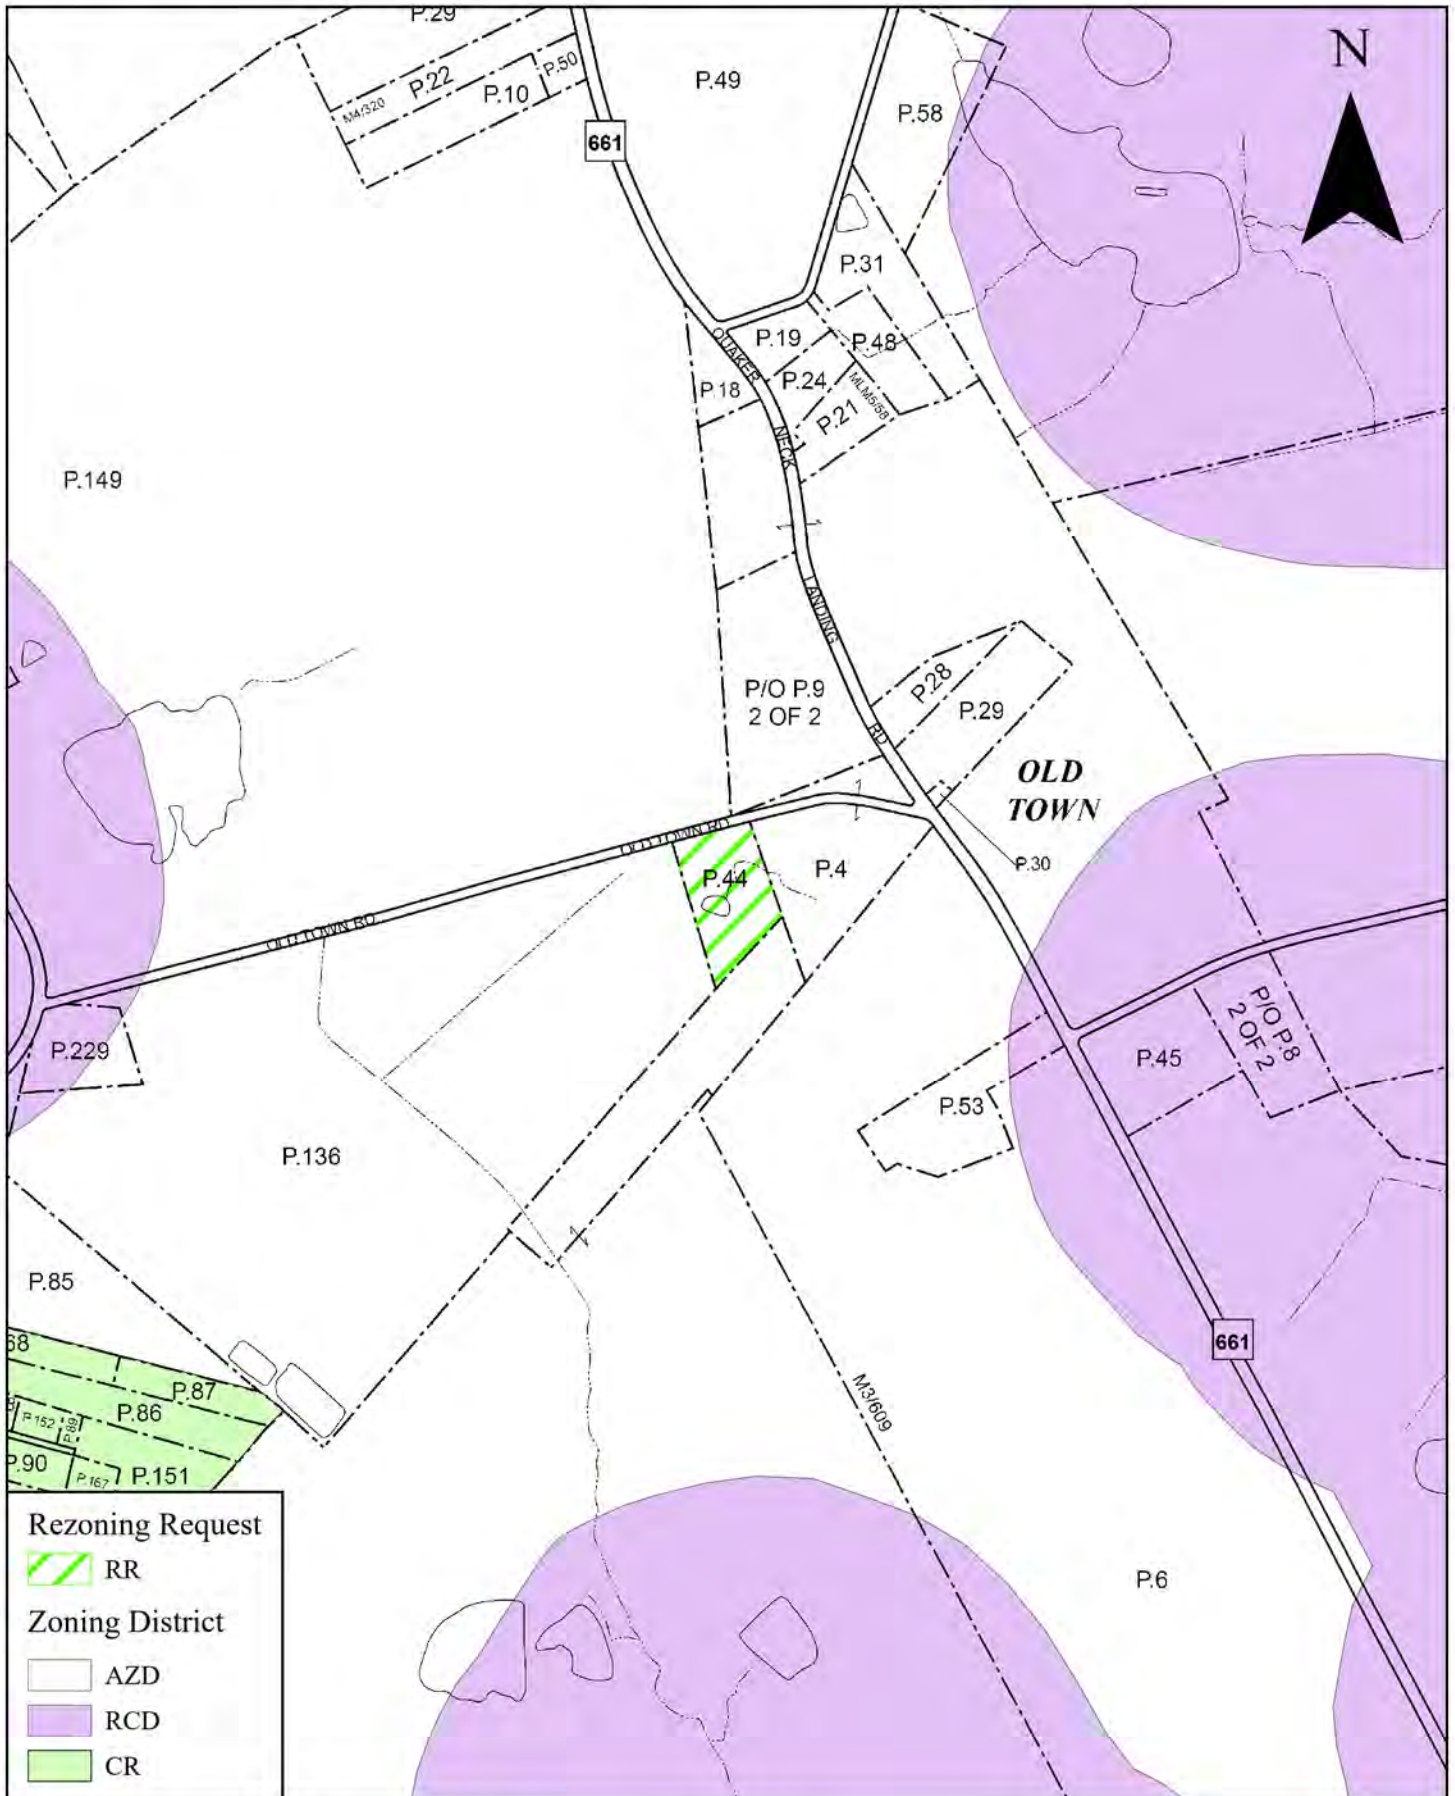 P.29
N
P.22
P.50
P.49
M4/320
P.10
P.58
661
P.31
P.19
P.48
QUAKER
P.18
P.24
MLM5/58
P.21
NECK
P.149
LANDING
P.28
P/O P.9
2 OF 2
P.29
RD
OLD
TOWN
OLD TOWN RD
P.44
P.4
P.30
OLD TOWN RD
P/O P.8
2 OF 2
P.229
P.45
P.53
P.136
P.85
661
68
P.87
M3/609
P.86
P.152
P.89
P.90
P.167
P.151
Rezoning Request
RR
P.6
Zoning District
AZD
RCD
CR